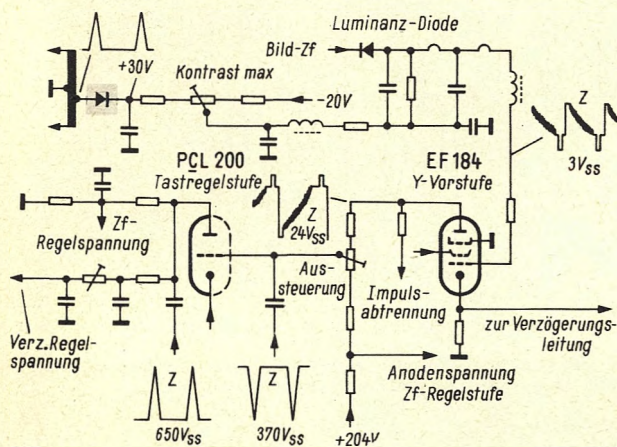 Luminanz-Diode
Bild-Zf
+30V
Kontrast max
-20V
Z
3Vss
PCL 200
Tastregelstufe
EF 184
Y-Vorstufe
Z
24Vss
Zf-
Regelspannung
Aus-
steuerung
Impuls-
abtrennung
zur Verzögerungs-
leitung
Verz. Regel-
spannung
Anodenspannung
Zf-Regelstufe
Z
650Vss
Z
370Vss
+204V